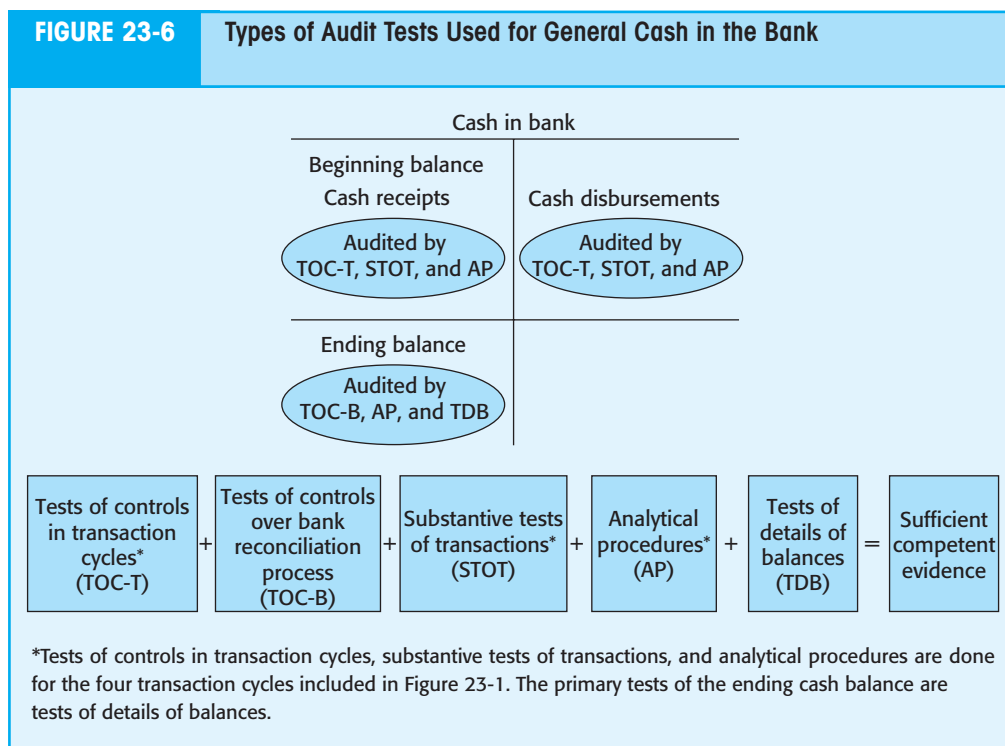 FIGURE 23-6
Types of Audit Tests Used for General Cash in the Bank
Cash in bank
Beginning balance
Cash receipts
Audited by
TOC-T, STOT, and AP
Cash disbursements
Audited by
TOC-T, STOT, and AP
Ending balance
Audited by
TOC-B, AP, and TDB
Tests of controls
in transaction
cycles*
(TOC-T)
+
Tests of controls
over bank
reconciliation
process
(TOC-B)
+
Substantive tests
of transactions*
(STOT)
+
Analytical
procedures*
(AP)
+
Tests of
details of
balances
(TDB)
=
Sufficient
competent
evidence
*Tests of controls in transaction cycles, substantive tests of transactions, and analytical procedures are done
for the four transaction cycles included in Figure 23-1. The primary tests of the ending cash balance are
tests of details of balances.